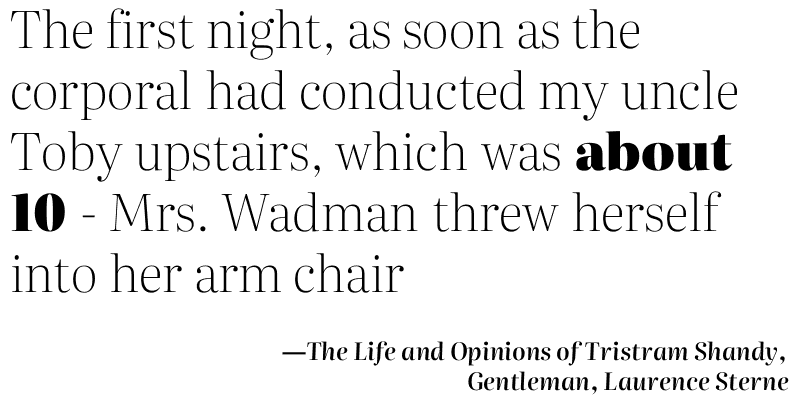 The first night, as soon as the
corporal had conducted my uncle
Toby upstairs, which was about
10 - Mrs. Wadman threw herself
into her arm chair
—The Life and Opinions of Tristram Shandy,
Gentleman, Laurence Sterne